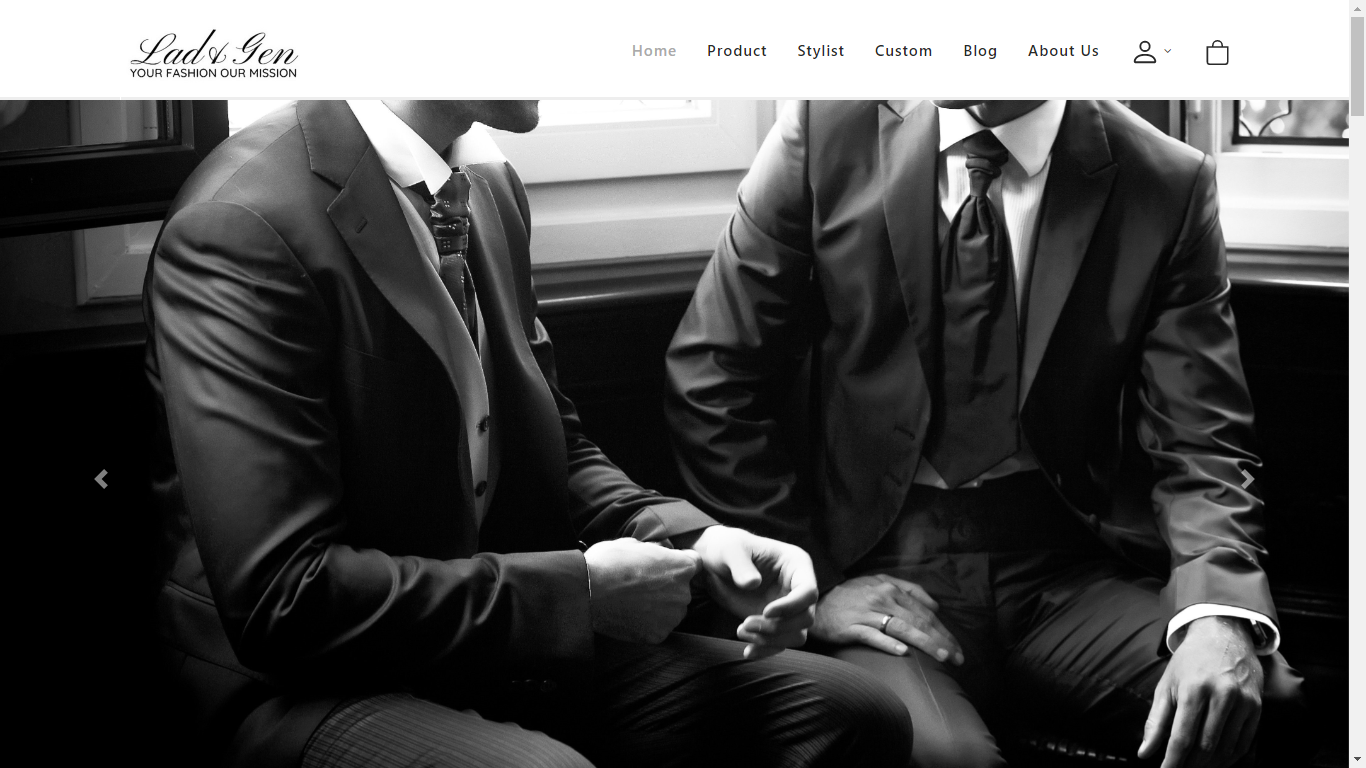 Lad & Gen
YOUR FASHION OUR MISSION
Home Product Stylist Custom Blog About Us